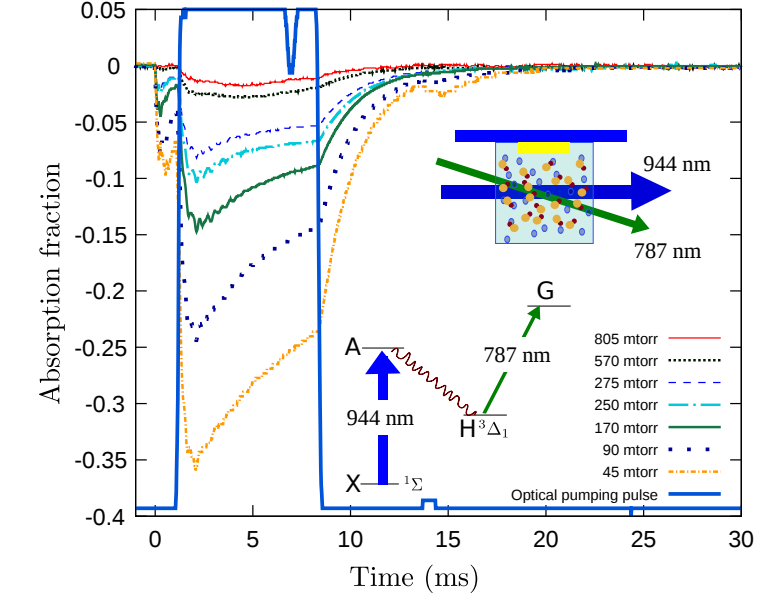 0.05
0
-0.05
-0.1
-0.15
-0.2
-0.25
-0.3
-0.35
-0.4
Absorption fraction
944 nm
787 nm
G
A
787 nm
944 nm
H ³Δ₁
X ¹Σ
805 mtorr
570 mtorr
275 mtorr
250 mtorr
170 mtorr
90 mtorr
45 mtorr
Optical pumping pulse
0 5 10 15 20 25 30
Time (ms)